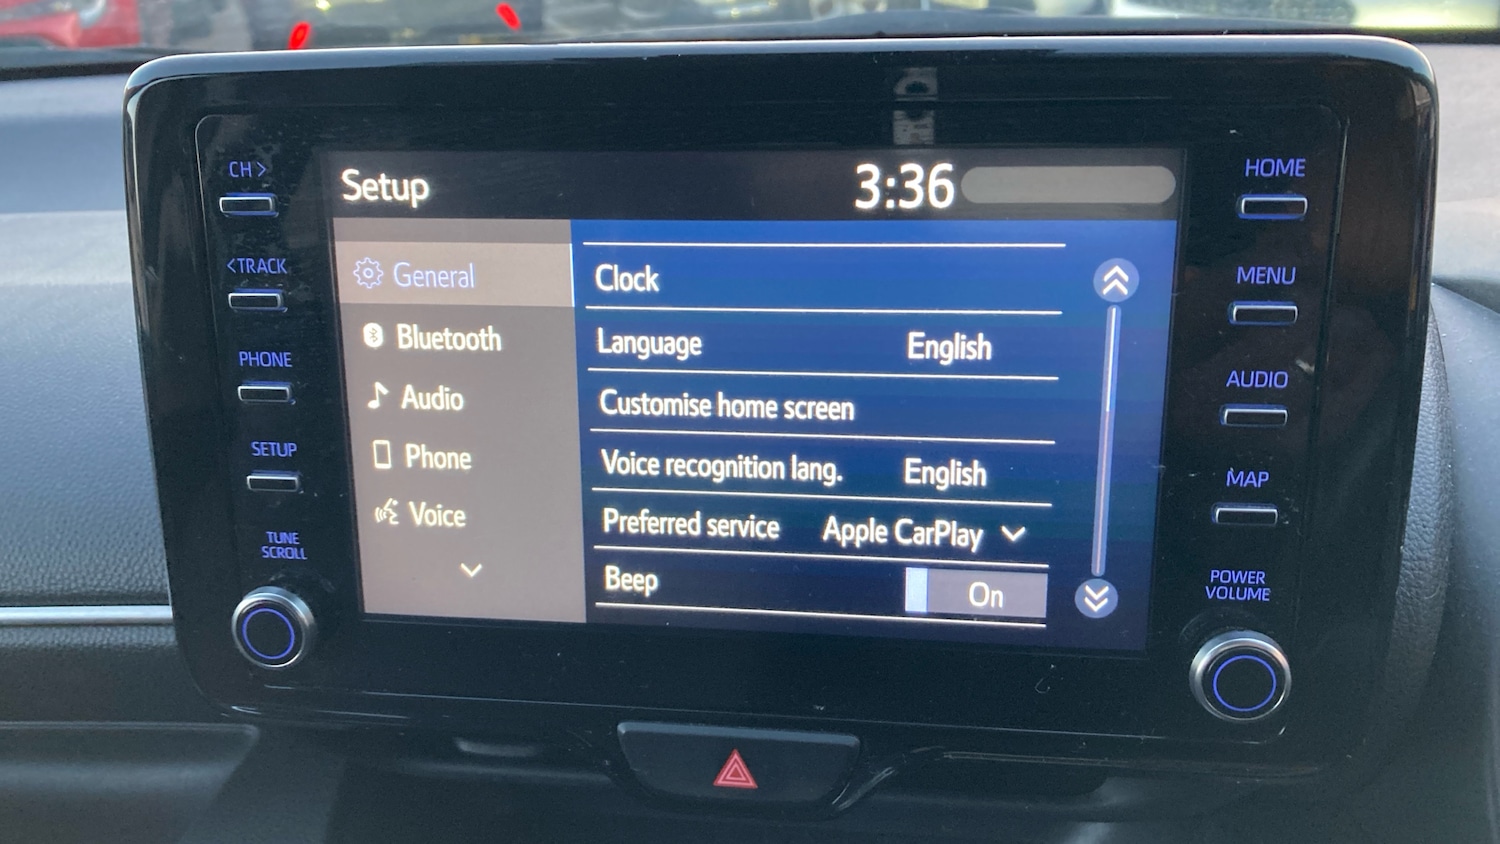 CH >
<TRACK
PHONE
SETUP
TUNE
SCROLL
Setup
3:36
General
Bluetooth
Audio
Phone
Voice
Clock
Language English
Customise home screen
Voice recognition lang. English
Preferred service Apple CarPlay
Beep On
HOME
MENU
AUDIO
MAP
POWER
VOLUME